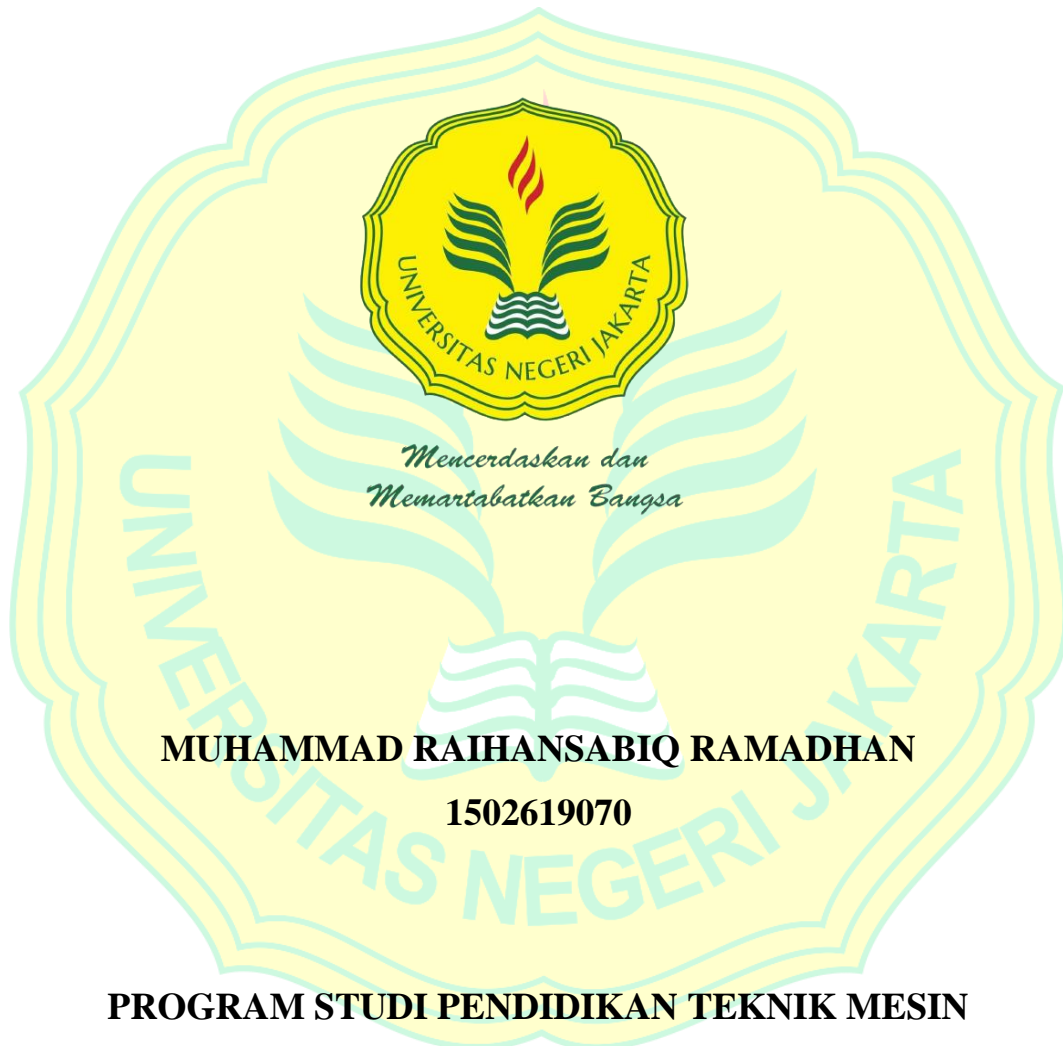 UNIVERSITAS NEGERI JAKARTA
Mencerdaskan dan
Memartabatkan Bangsa
UNIVERSITAS NEGERI JAKARTA
MUHAMMAD RAIHANSABIQ RAMADHAN
1502619070
PROGRAM STUDI PENDIDIKAN TEKNIK MESIN